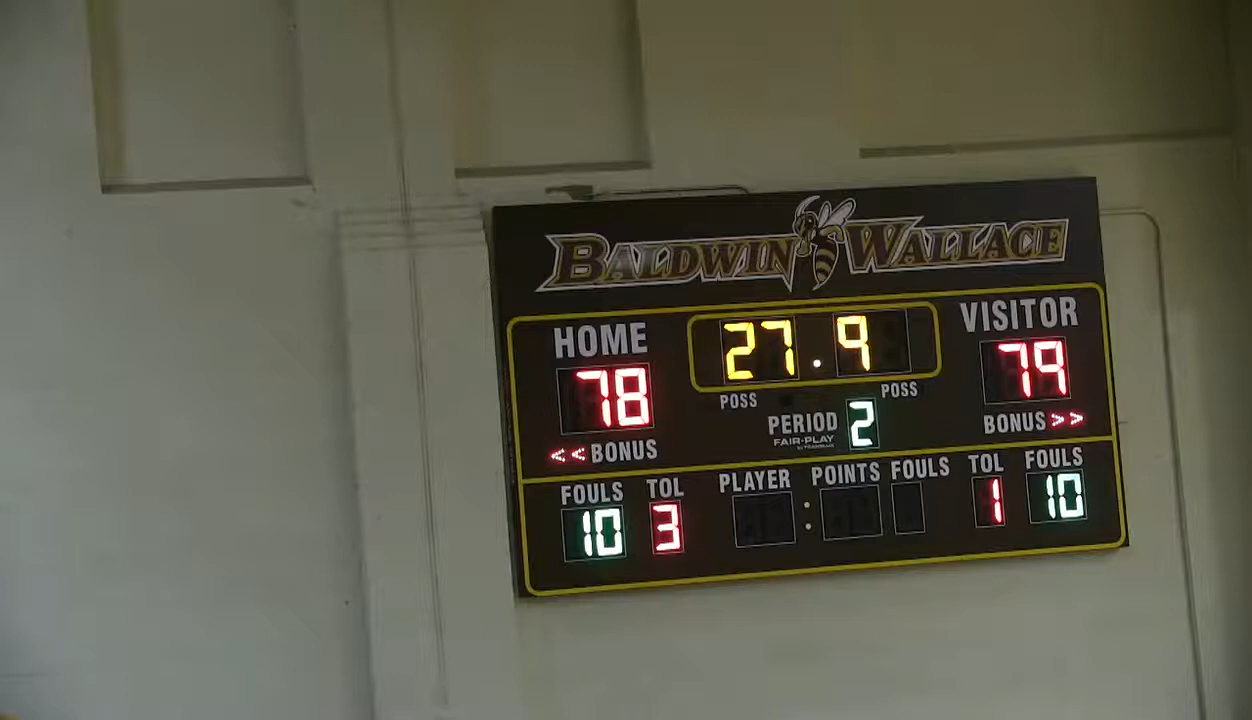 BALDWIN WALLACE
HOME 27.9 VISITOR
78 79
POSS POSS
PERIOD 2
FAIR-PLAY
<< BONUS BONUS >>
FOULS TOL PLAYER POINTS FOULS TOL FOULS
10 3 : 1 10